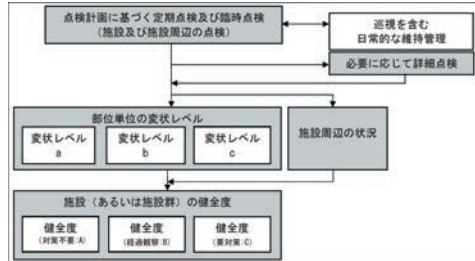 点検計画に基づく定期点検及び臨時点検
(施設及び施設周辺の点検)
巡視を含む
日常的な維持管理
必要に応じて詳細点検
部位単位の変状レベル
変状レベル
a
変状レベル
b
変状レベル
c
施設周辺の状況
施設(あるいは施設群)の健全度
健全度
(対策不要:A)
健全度
(経過観察:B)
健全度
(要対策:C)